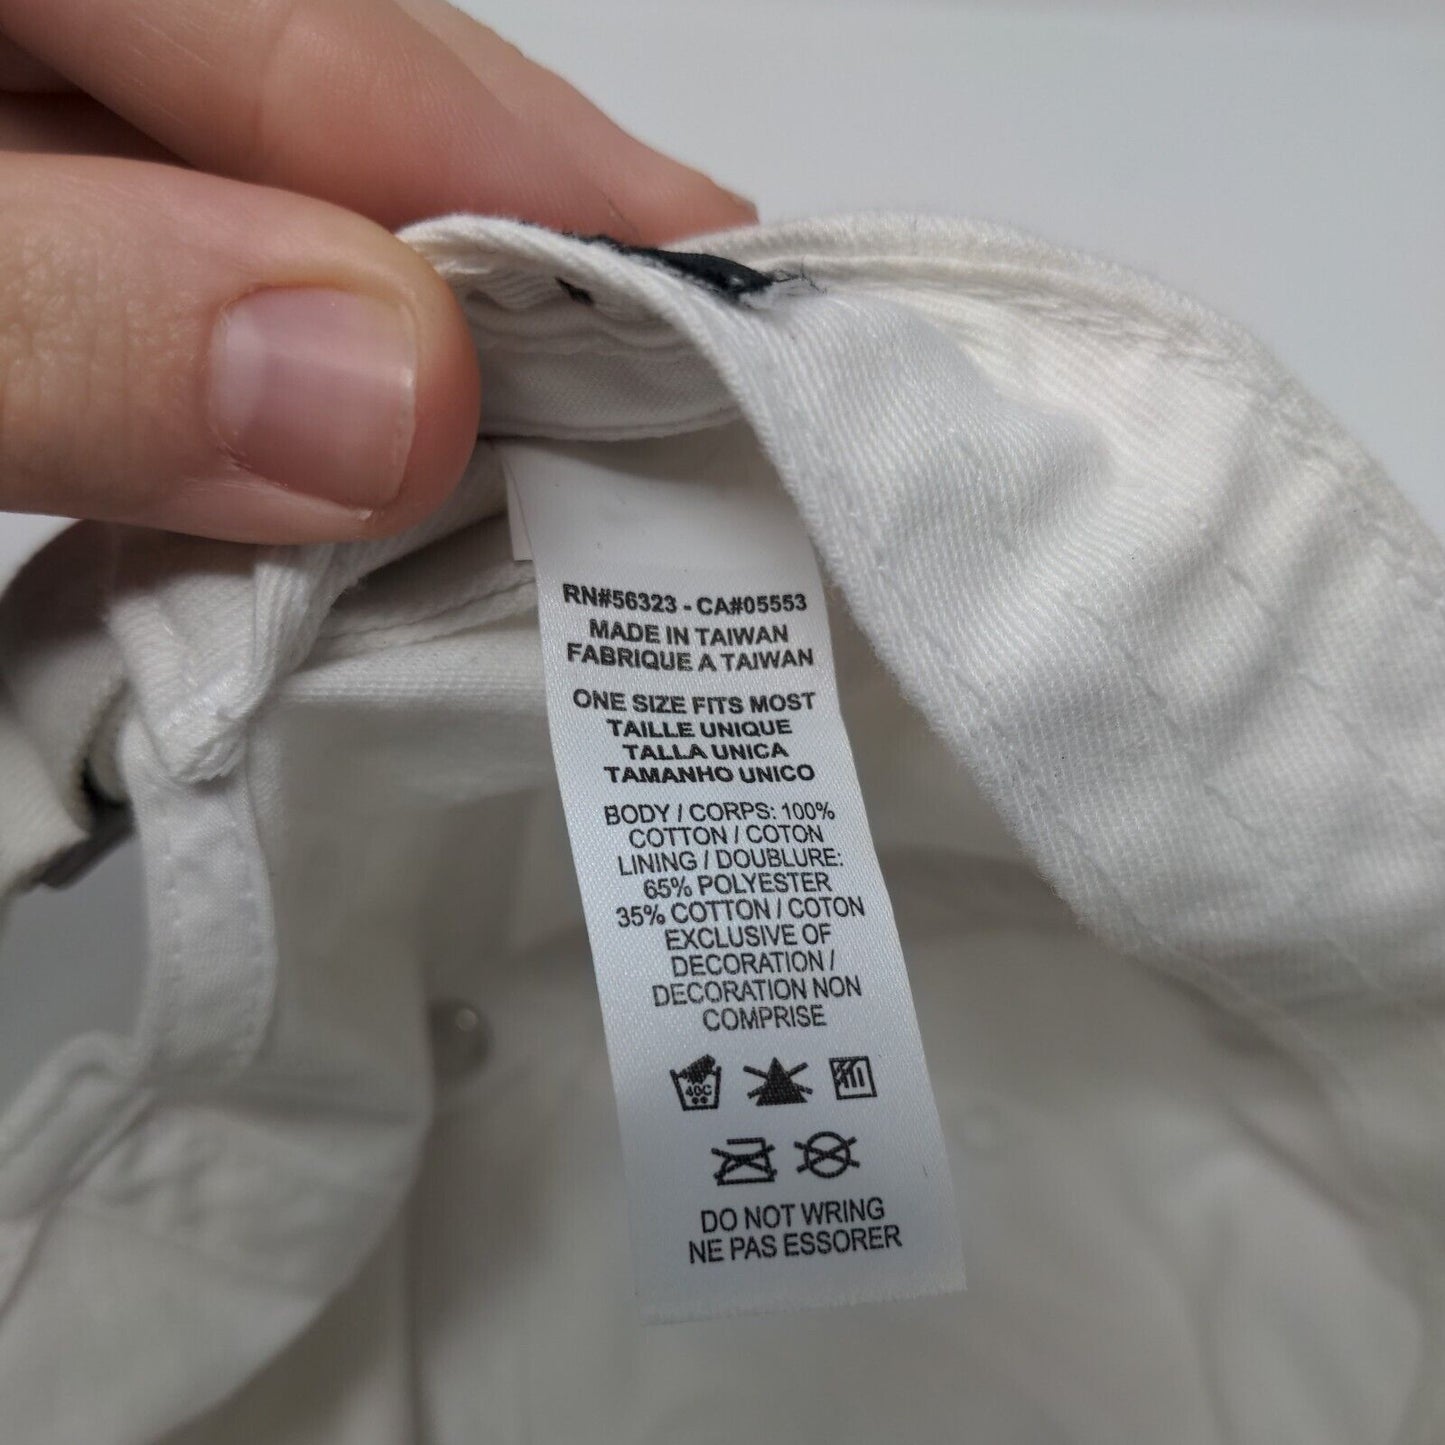 RN#56323 - CA#05553
MADE IN TAIWAN
FABRIQUE A TAIWAN
ONE SIZE FITS MOST
TAILLE UNIQUE
TALLA UNICA
TAMANHO UNICO
BODY / CORPS: 100%
COTTON / COTON
LINING / DOUBLURE:
65% POLYESTER
35% COTTON / COTON
EXCLUSIVE OF
DECORATION /
DECORATION NON
COMPRISE
40C
DO NOT WRING
NE PAS ESSORER